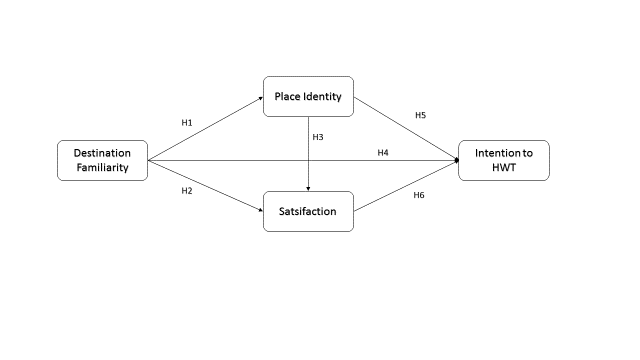 Place Identity
H5
H1
H3
Destination
Familiarity
H4
Intention to
HWT
H2
H6
Satsifaction